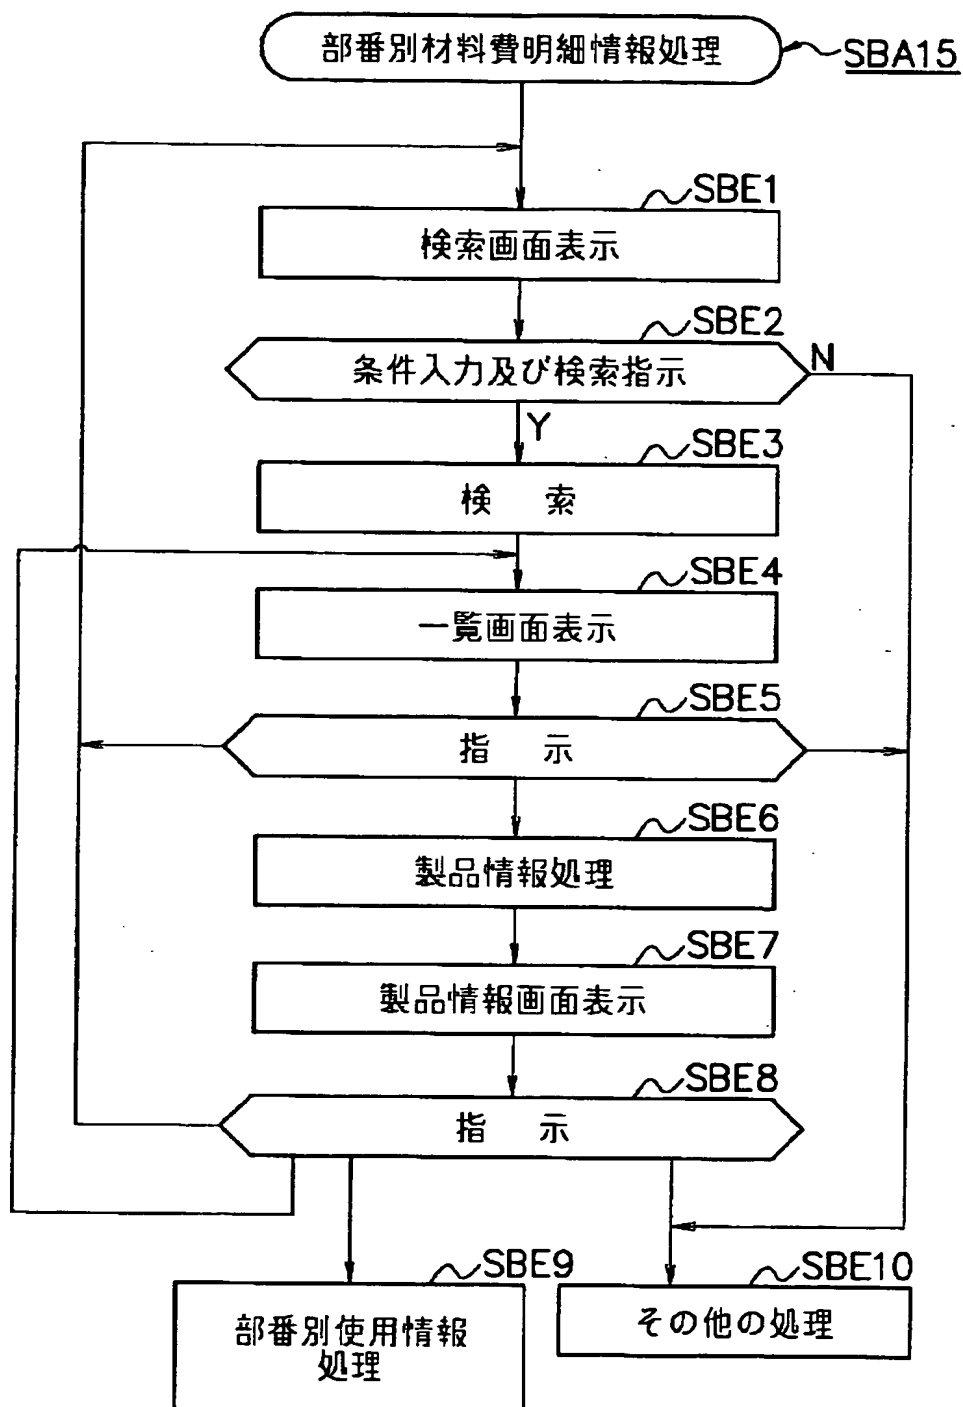 部番別材料費明細情報処理
SBA15
SBE1
検索画面表示
SBE2
条件入力及び検索指示
N
Y
SBE3
検 索
SBE4
一覧画面表示
SBE5
指 示
SBE6
製品情報処理
SBE7
製品情報画面表示
SBE8
指 示
SBE9
部番別使用情報
処理
SBE10
その他の処理